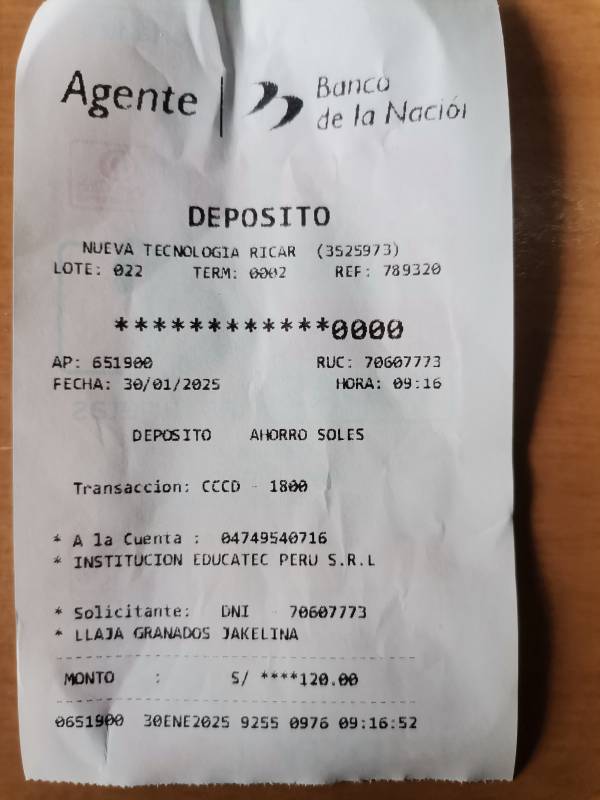 Agente | Banco
de la Nación
DEPOSITO
NUEVA TECNOLOGIA RICAR (3525973)
LOTE: 022 TERM: 0002 REF: 789320
************0000
AP: 651900 RUC: 70607773
FECHA: 30/01/2025 HORA: 09:16
DEPOSITO AHORRO SOLES
Transaccion: CCCD - 1800
* A la Cuenta : 04749540716
* INSTITUCION EDUCATEC PERU S.R.L
* Solicitante: DNI - 70607773
* LLAJA GRANADOS JAKELINA
MONTO : S/ ****120.00
0651900 30ENE2025 9255 0976 09:16:52